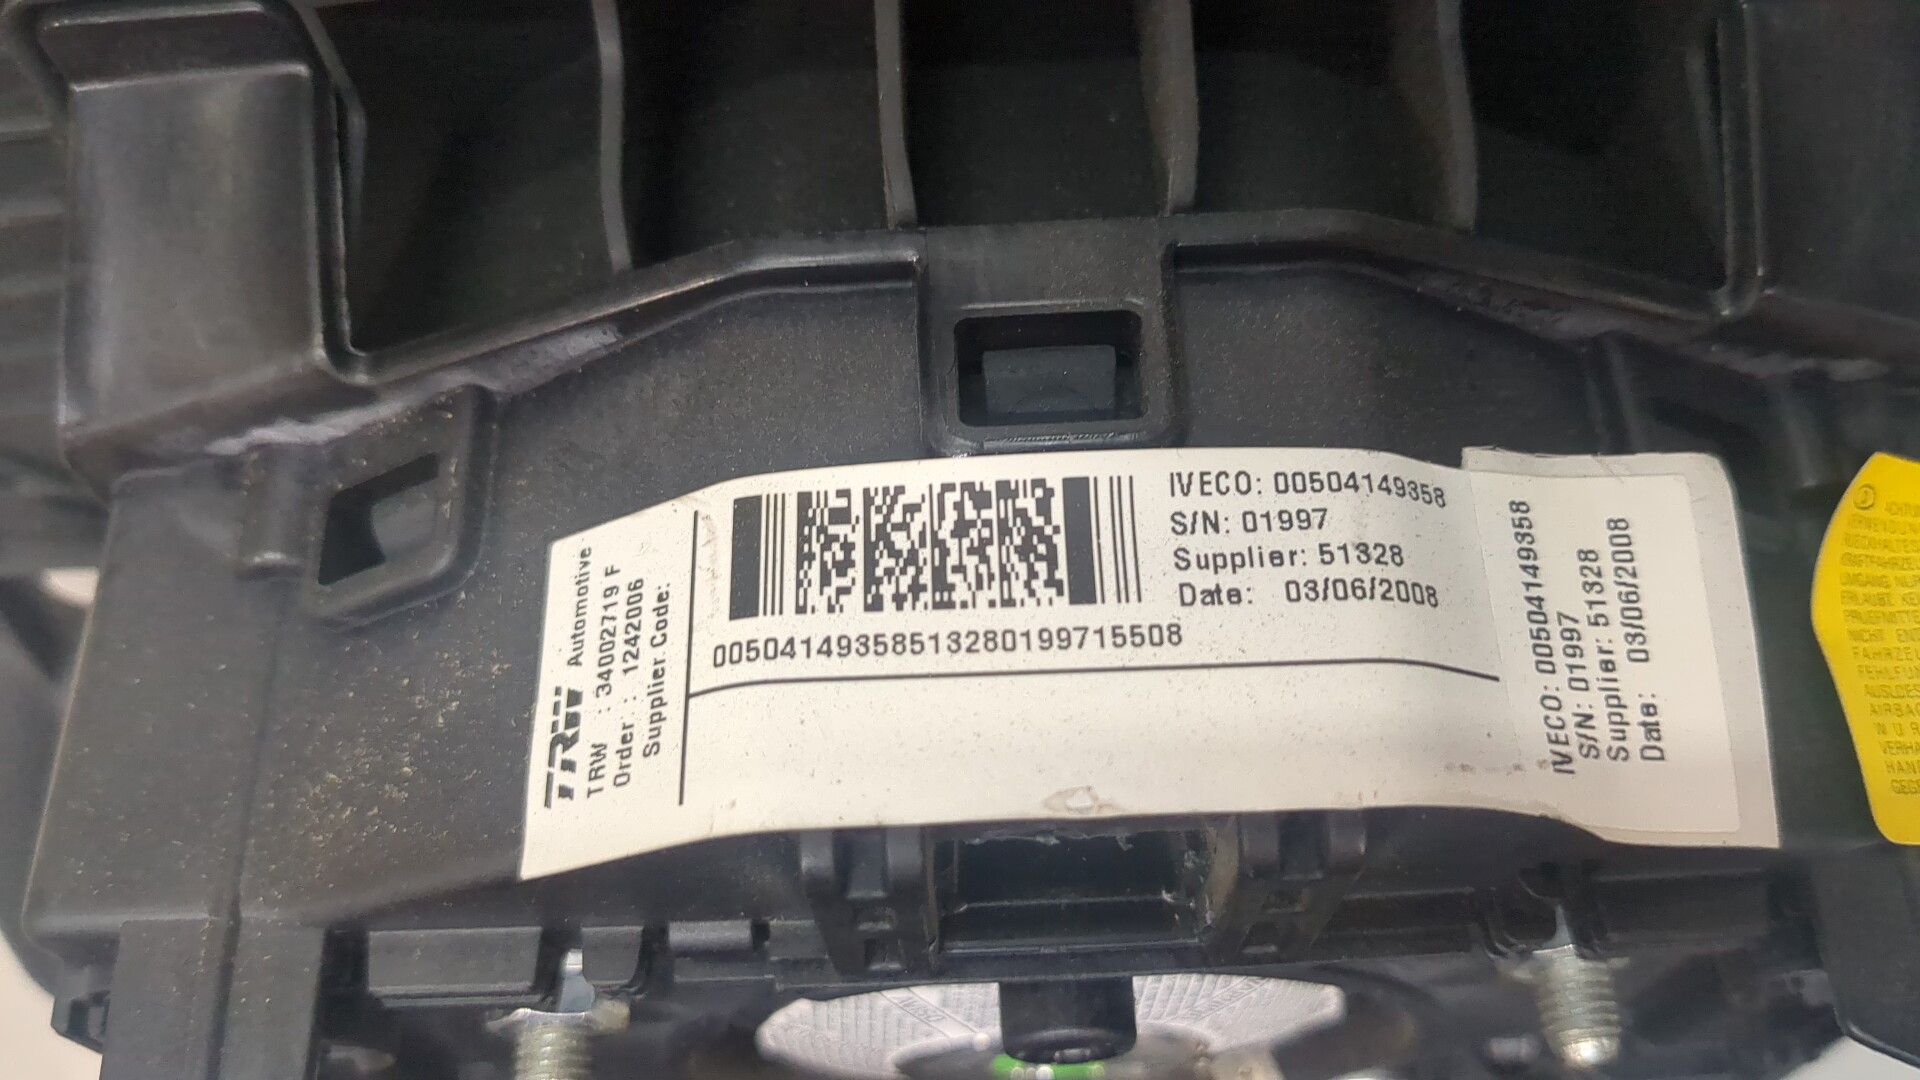 TRW Automotive
TRW : 34002719 F
Order : 1242006
Supplier Code:
IVECO: 00504149358
S/N: 01997
Supplier: 51328
Date: 03/06/2008
00504149358513280199715508
IVECO: 00504149358
S/N: 01997
Supplier: 51328
Date: 03/06/2008